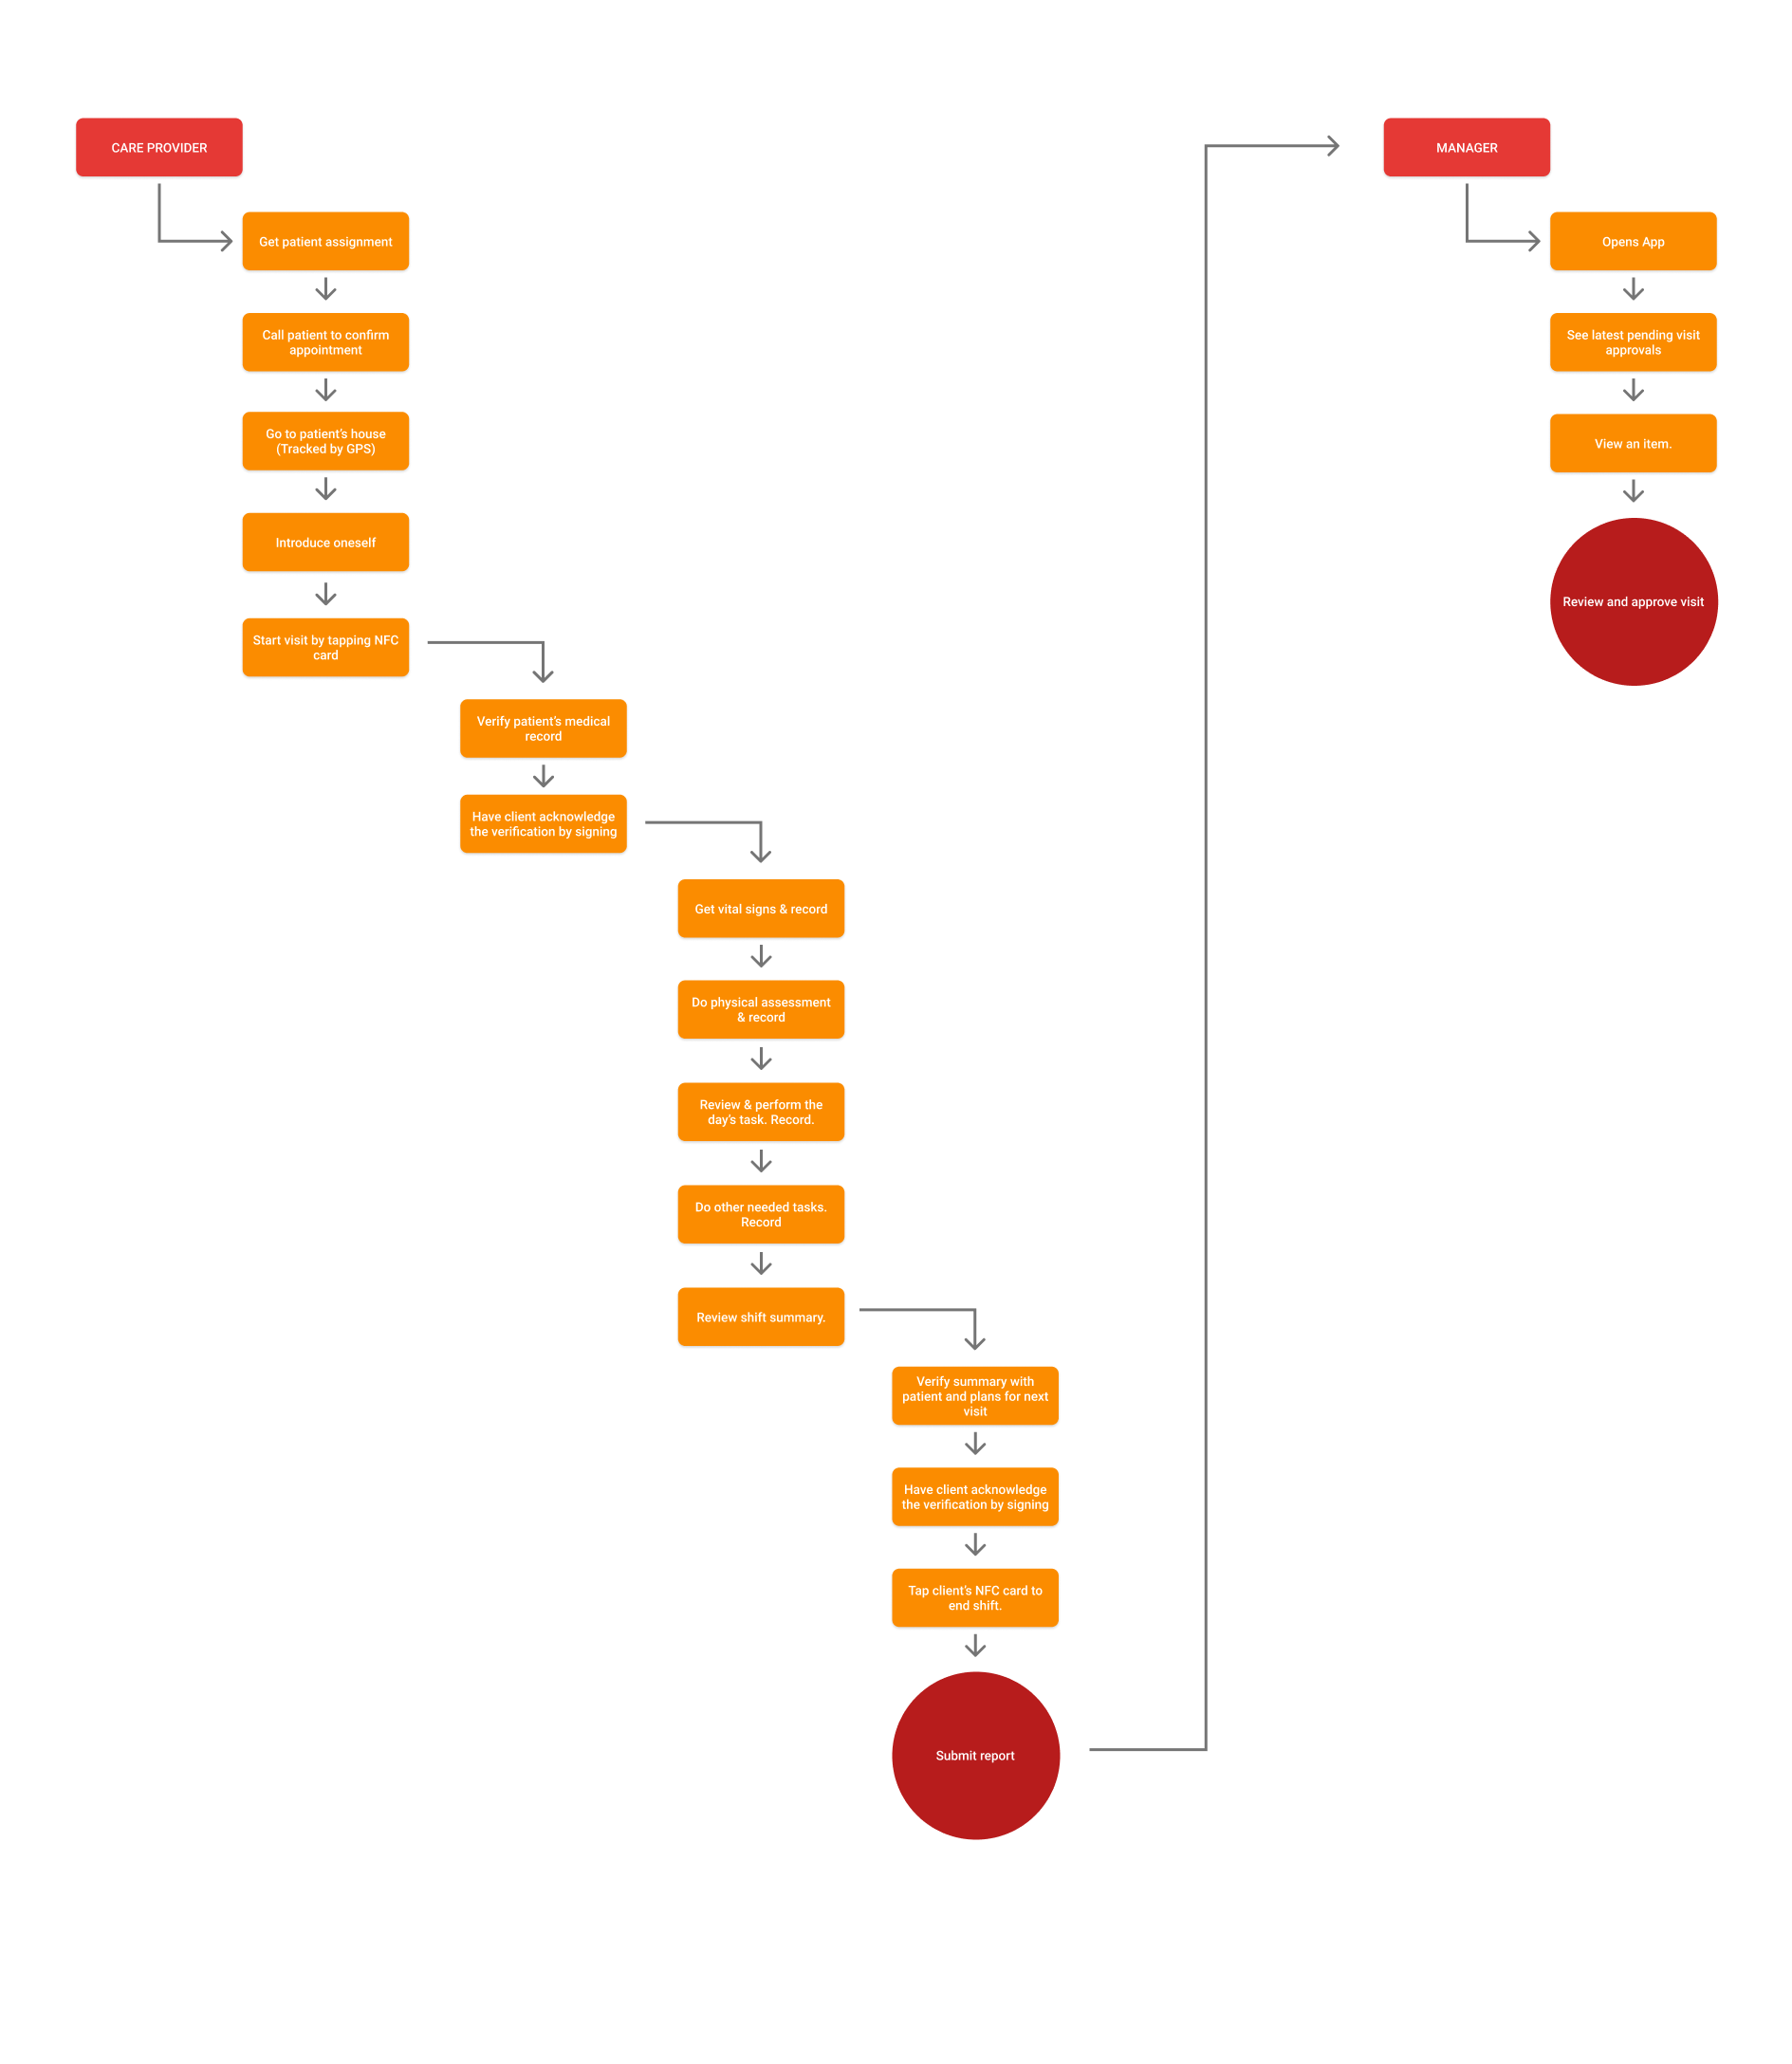 CARE PROVIDER
Get patient assignment
Call patient to confirm
appointment
Go to patient’s house
(Tracked by GPS)
Introduce oneself
Start visit by tapping NFC
card
Verify patient’s medical
record
Have client acknowledge
the verification by signing
Get vital signs & record
Do physical assessment
& record
Review & perform the
day’s task. Record.
Do other needed tasks.
Record
Review shift summary.
Verify summary with
patient and plans for next
visit
Have client acknowledge
the verification by signing
Tap client’s NFC card to
end shift.
Submit report
MANAGER
Opens App
See latest pending visit
approvals
View an item.
Review and approve visit